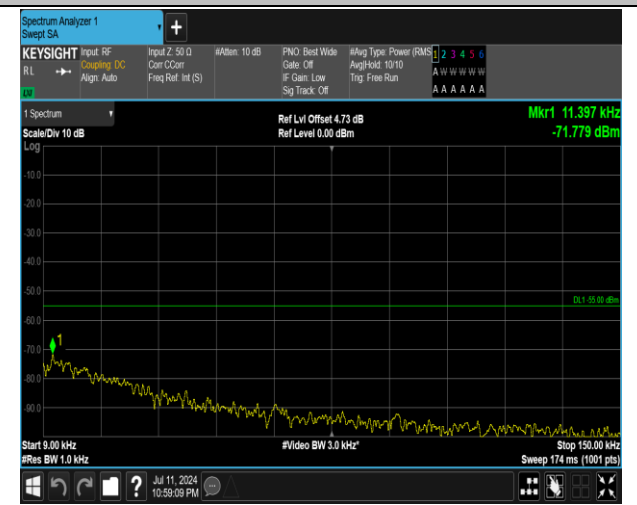 Spectrum Analyzer 1
Swept SA
+
KEYSIGHT Input: RF Input Z: 50 Ω #Atten: 10 dB PNO: Best Wide #Avg Type: Power (RMS 1 2 3 4 5 6
RL Coupling: DC Corr CCorr Gate: Off Avg|Hold: 10/10 A W W W W W
Align: Auto Freq Ref: Int (S) IF Gain: Low Trig: Free Run
Sig Track: Off A A A A A A
1 Spectrum
Ref Lvl Offset 4.73 dB Mkr1 11.397 kHz
Scale/Div 10 dB Ref Level 0.00 dBm -71.779 dBm
Log
-10.0
-20.0
-30.0
-40.0
-50.0
DL1 -55.00 dBm
-60.0
1
-70.0
-80.0
-90.0
Start 9.00 kHz #Video BW 3.0 kHz* Stop 150.00 kHz
#Res BW 1.0 kHz Sweep 174 ms (1001 pts)
? Jul 11, 2024
10:59:09 PM